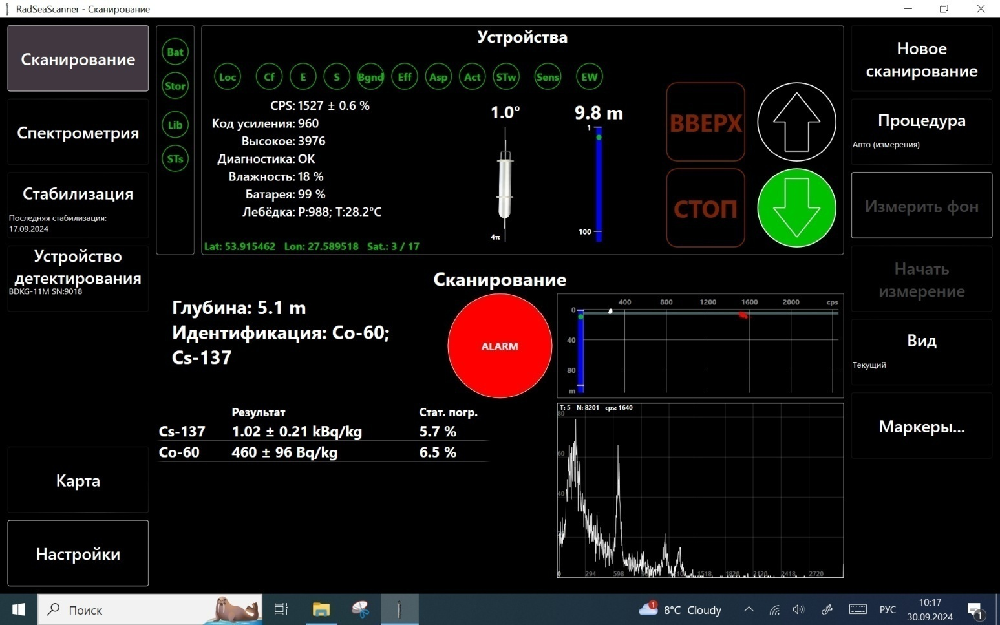 RadSeaScanner - Сканирование
Сканирование
Спектрометрия
Стабилизация
Последняя стабилизация:
17.09.2024
Устройство
детектирования
BDKG-11M SN:9018
Карта
Настройки
Bat
Stor
Lib
STs
Устройства
Loc Cf E S Bgnd Eff Asp Act STw Sens EW
CPS: 1527 ± 0.6 %
Код усиления: 960
Высокое: 3976
Диагностика: OK
Влажность: 18 %
Батарея: 99 %
Лебёдка: P:988; T:28.2°C
Lat: 53.915462 Lon: 27.589518 Sat.: 3 / 17
1.0°
4π
9.8 m
1
100
ВВЕРХ
СТОП
Сканирование
Глубина: 5.1 m
Идентификация: Co-60;
Cs-137
ALARM
Результат Стат. погр.
Cs-137 1.02 ± 0.21 kBq/kg 5.7 %
Co-60 460 ± 96 Bq/kg 6.5 %
400 800 1200 1600 2000 cps
0
40
80
m
T: 5 - N: 8201 - cps: 1640
80
60
40
0 294 598 1518 1820 2120 2418 2720
Новое
сканирование
Процедура
Авто (измерения)
Измерить фон
Начать
измерение
Вид
Текущий
Маркеры...
Поиск
1
8°C Cloudy
РУС
10:17
30.09.2024
1